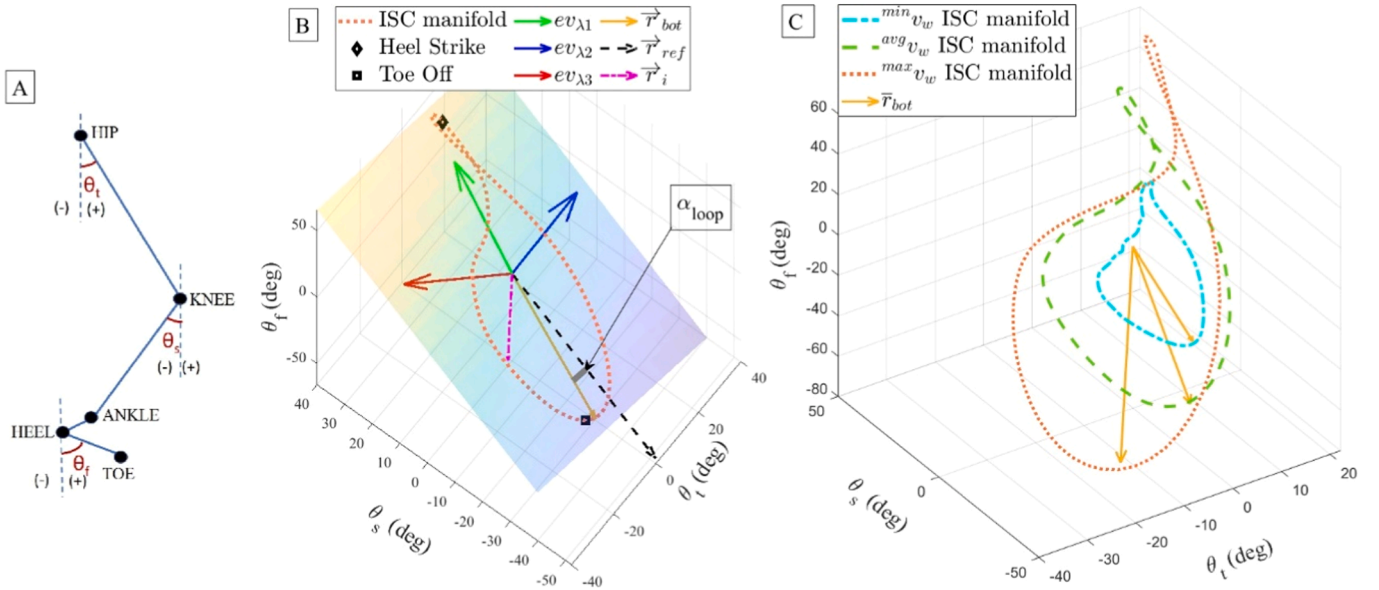 A
HIP
θt
(-) (+)
KNEE
θs
(-) (+)
ANKLE
HEEL
θf
(-) (+)
TOE
B
ISC manifold
Heel Strike
Toe Off
evλ1
evλ2
evλ3
r⃗bot
r⃗ref
r⃗i
αloop
θf (deg)
50
0
-50
40
30
20
10
0
-10
-20
-30
-40
-50
θs (deg)
-40
-20
0
20
40
θt (deg)
C
minvw ISC manifold
avgvw ISC manifold
maxvw ISC manifold
r̅bot
θf (deg)
60
40
20
0
-20
-40
-60
-80
50
0
-50
θs (deg)
-40
-30
-20
-10
0
10
20
θt (deg)